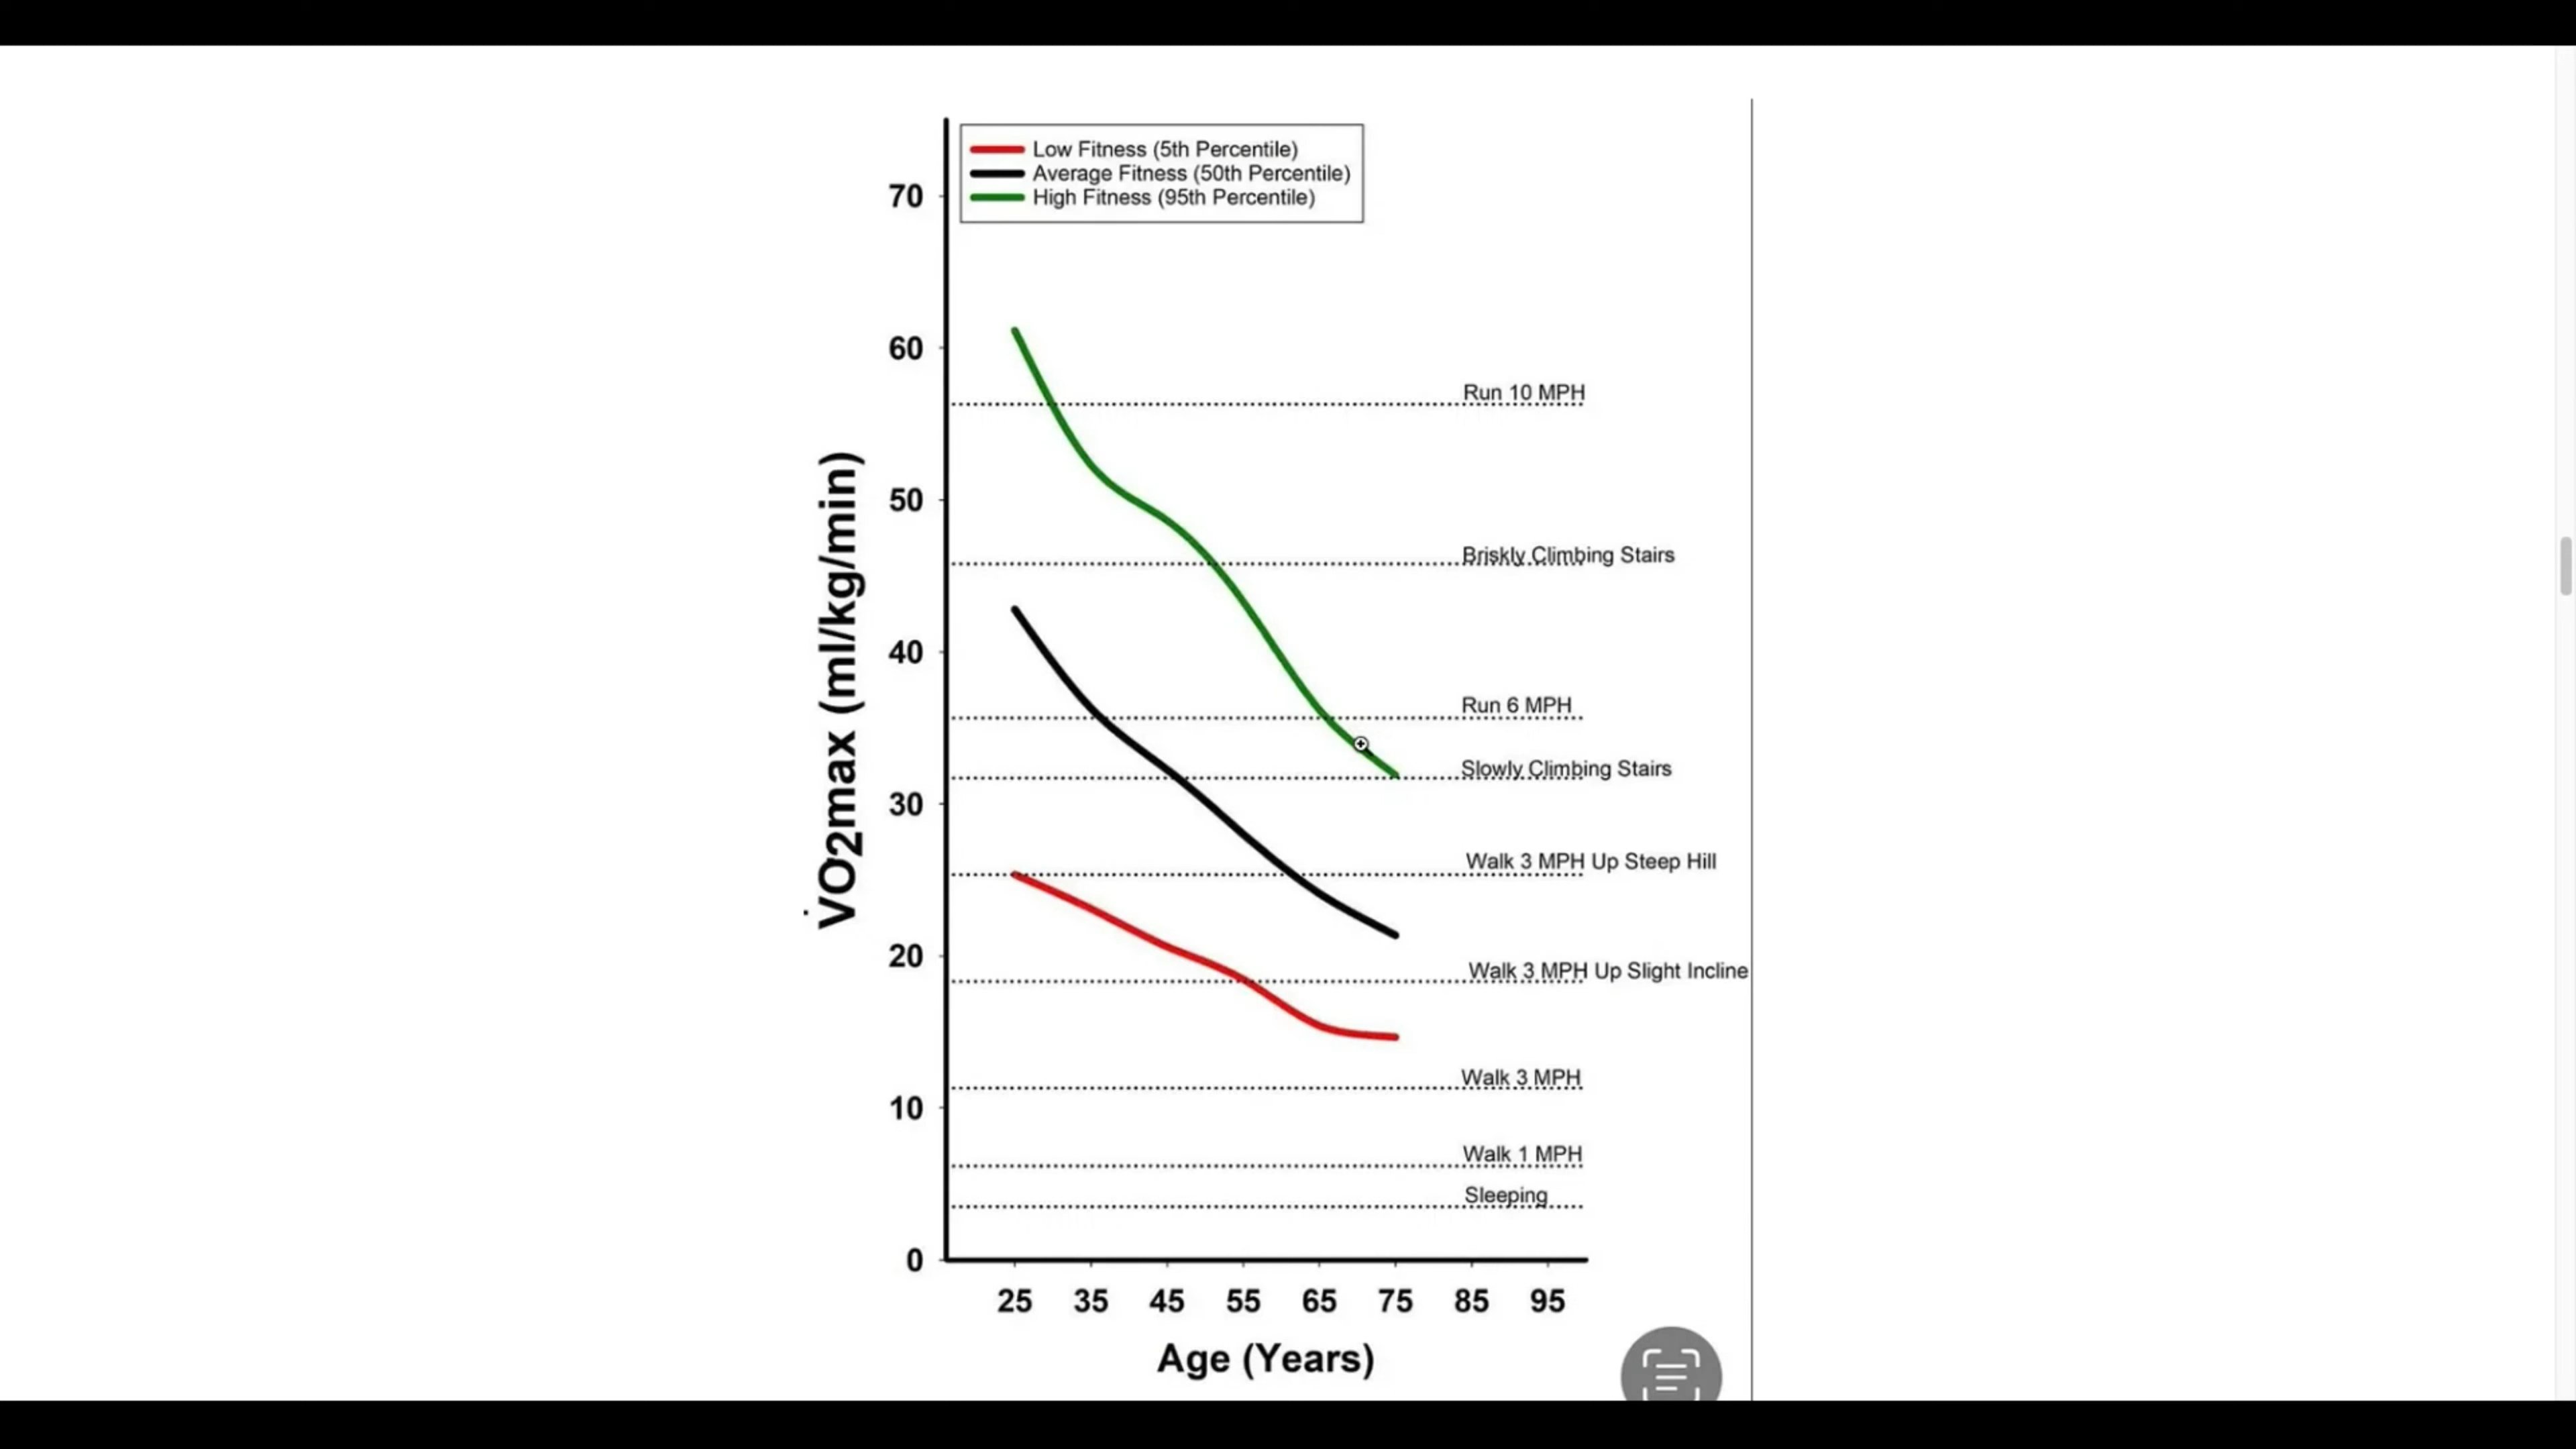 Low Fitness (5th Percentile)
Average Fitness (50th Percentile)
High Fitness (95th Percentile)
V̇O2max (ml/kg/min)
70
60
50
40
30
20
10
0
Run 10 MPH
Briskly Climbing Stairs
Run 6 MPH
Slowly Climbing Stairs
Walk 3 MPH Up Steep Hill
Walk 3 MPH Up Slight Incline
Walk 3 MPH
Walk 1 MPH
Sleeping
25 35 45 55 65 75 85 95
Age (Years)